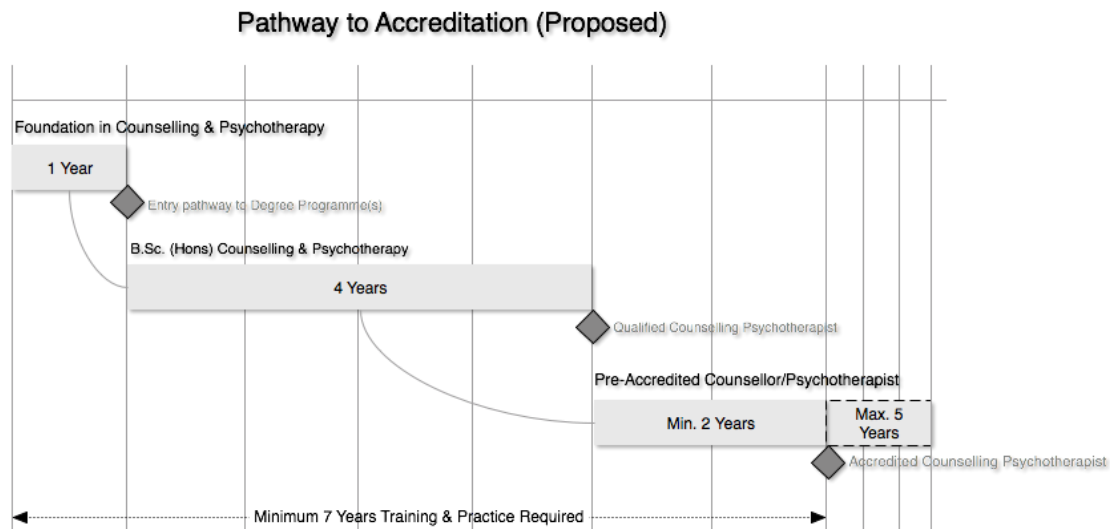 Pathway to Accreditation (Proposed)
Foundation in Counselling & Psychotherapy
1 Year
Entry pathway to Degree Programme(s)
B.Sc. (Hons) Counselling & Psychotherapy
4 Years
Qualified Counselling Psychotherapist
Pre-Accredited Counsellor/Psychotherapist
Min. 2 Years
Max. 5
Years
Accredited Counselling Psychotherapist
Minimum 7 Years Training & Practice Required